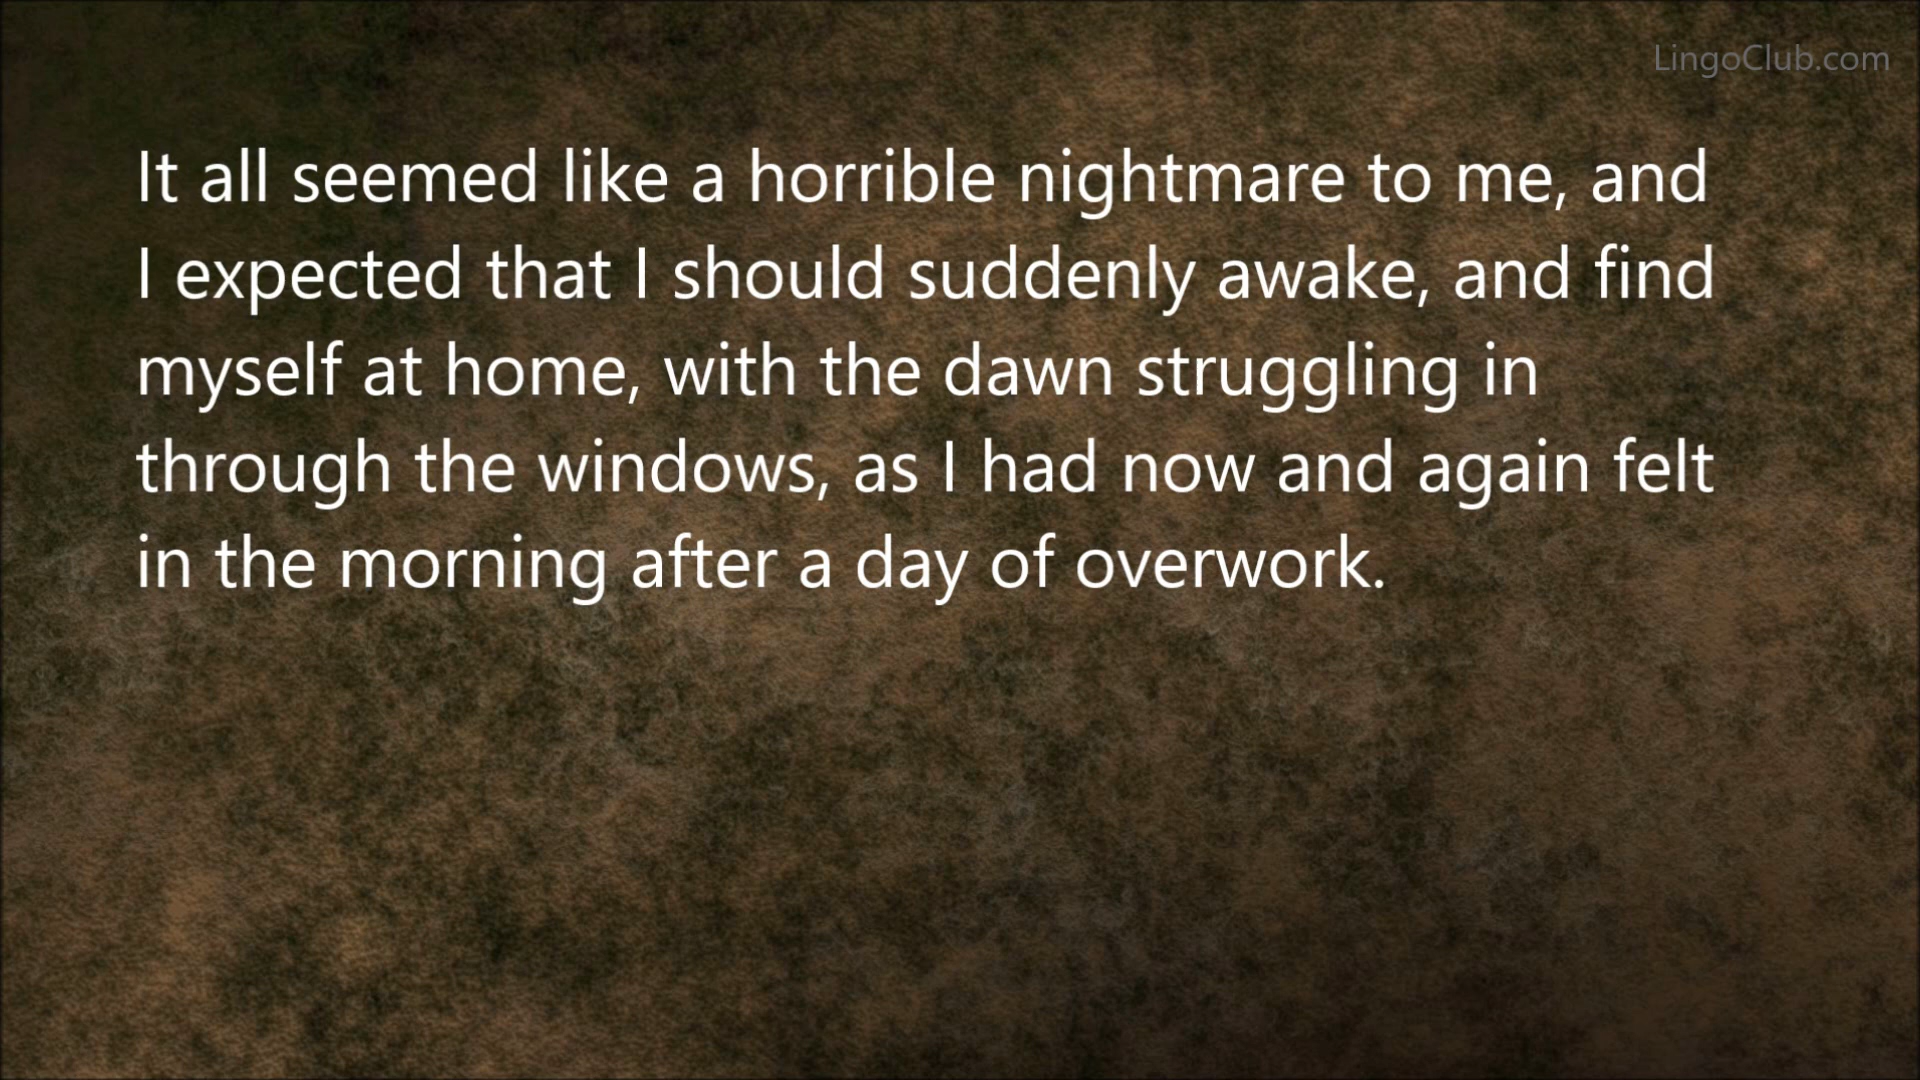 LingoClub.com
It all seemed like a horrible nightmare to me, and
I expected that I should suddenly awake, and find
myself at home, with the dawn struggling in
through the windows, as I had now and again felt
in the morning after a day of overwork.